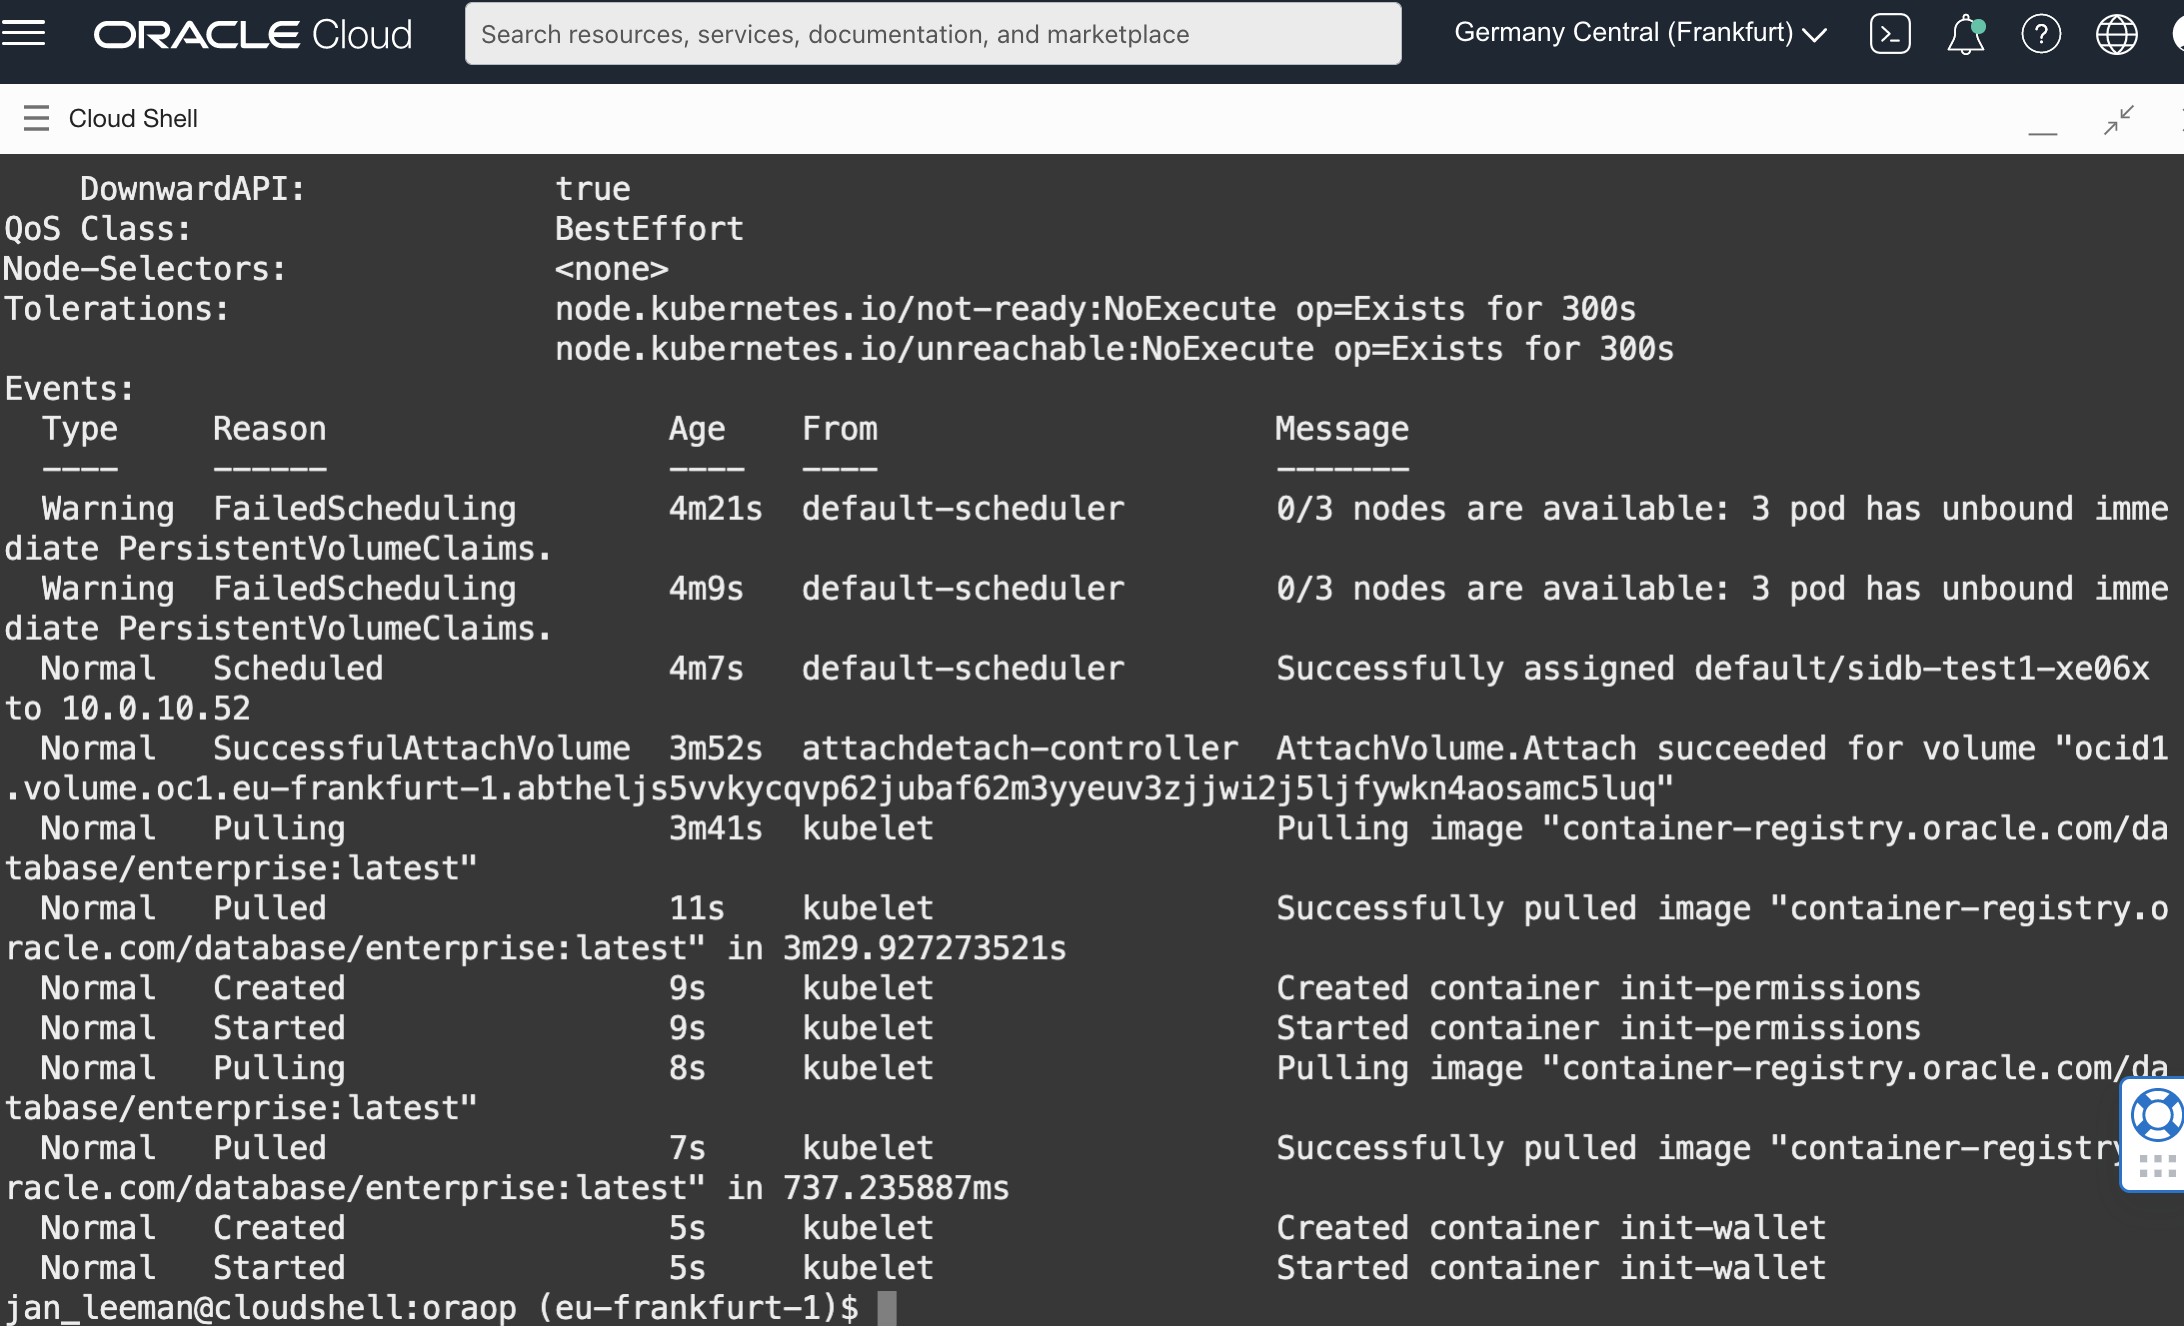 ORACLE Cloud
Search resources, services, documentation, and marketplace
Germany Central (Frankfurt)
Cloud Shell
    DownwardAPI:             true
QoS Class:                   BestEffort
Node-Selectors:              <none>
Tolerations:                 node.kubernetes.io/not-ready:NoExecute op=Exists for 300s
                             node.kubernetes.io/unreachable:NoExecute op=Exists for 300s
Events:
  Type     Reason                  Age    From                     Message
  ----     ------                  ----   ----                     -------
  Warning  FailedScheduling        4m21s  default-scheduler        0/3 nodes are available: 3 pod has unbound imme
diate PersistentVolumeClaims.
  Warning  FailedScheduling        4m9s   default-scheduler        0/3 nodes are available: 3 pod has unbound imme
diate PersistentVolumeClaims.
  Normal   Scheduled               4m7s   default-scheduler        Successfully assigned default/sidb-test1-xe06x
to 10.0.10.52
  Normal   SuccessfulAttachVolume  3m52s  attachdetach-controller  AttachVolume.Attach succeeded for volume "ocid1
.volume.oc1.eu-frankfurt-1.abtheljs5vvkycqvp62jubaf62m3yyeuv3zjjwi2j5ljfywkn4aosamc5luq"
  Normal   Pulling                 3m41s  kubelet                  Pulling image "container-registry.oracle.com/da
tabase/enterprise:latest"
  Normal   Pulled                  11s    kubelet                  Successfully pulled image "container-registry.o
racle.com/database/enterprise:latest" in 3m29.927273521s
  Normal   Created                 9s     kubelet                  Created container init-permissions
  Normal   Started                 9s     kubelet                  Started container init-permissions
  Normal   Pulling                 8s     kubelet                  Pulling image "container-registry.oracle.com/da
tabase/enterprise:latest"
  Normal   Pulled                  7s     kubelet                  Successfully pulled image "container-registry
racle.com/database/enterprise:latest" in 737.235887ms
  Normal   Created                 5s     kubelet                  Created container init-wallet
  Normal   Started                 5s     kubelet                  Started container init-wallet
jan_leeman@cloudshell:oraop (eu-frankfurt-1)$